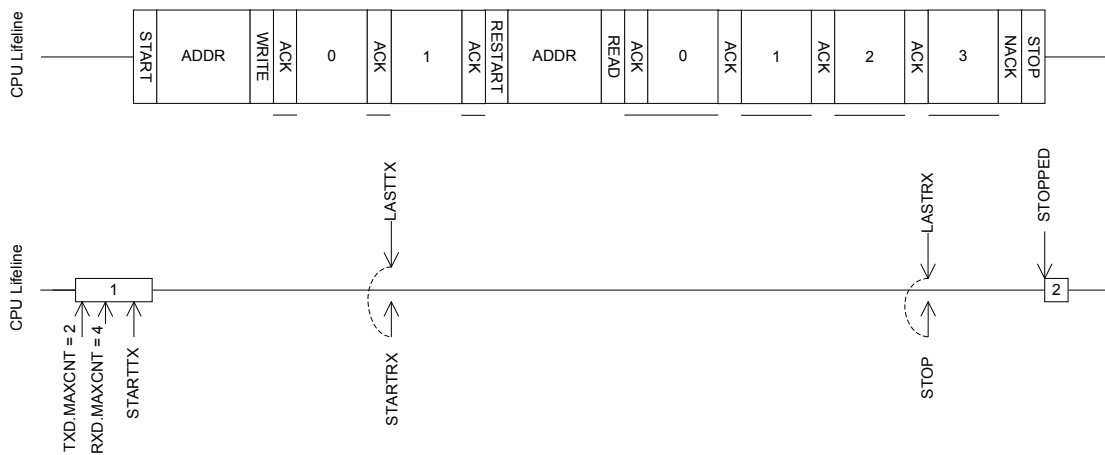 CPU Lifeline
START
ADDR
WRITE
ACK
0
ACK
1
ACK
RESTART
ADDR
READ
ACK
0
ACK
1
ACK
2
ACK
3
NACK
STOP
CPU Lifeline
LASTTX
LASTRX
STOPPED
1
2
TXD.MAXCNT = 2
RXD.MAXCNT = 4
STARTTX
STARTRX
STOP